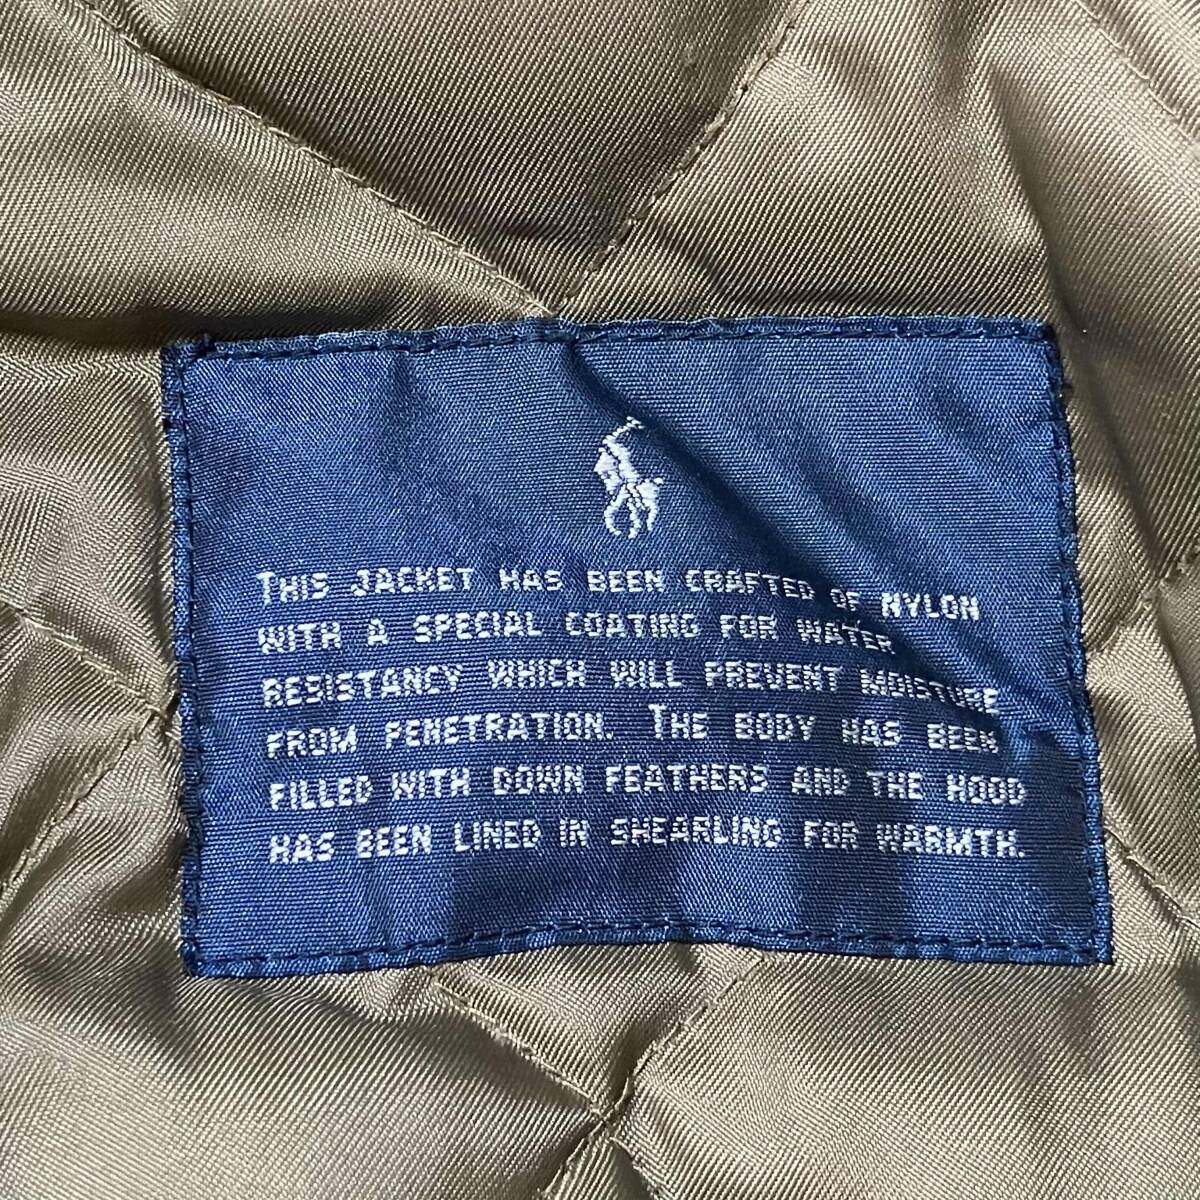 THIS JACKET HAS BEEN CRAFTED OF NYLON
WITH A SPECIAL COATING FOR WATER
RESISTANCY WHICH WILL PREVENT MOISTURE
FROM PENETRATION. THE BODY HAS BEEN
FILLED WITH DOWN FEATHERS AND THE HOOD
HAS BEEN LINED IN SHEARLING FOR WARMTH.